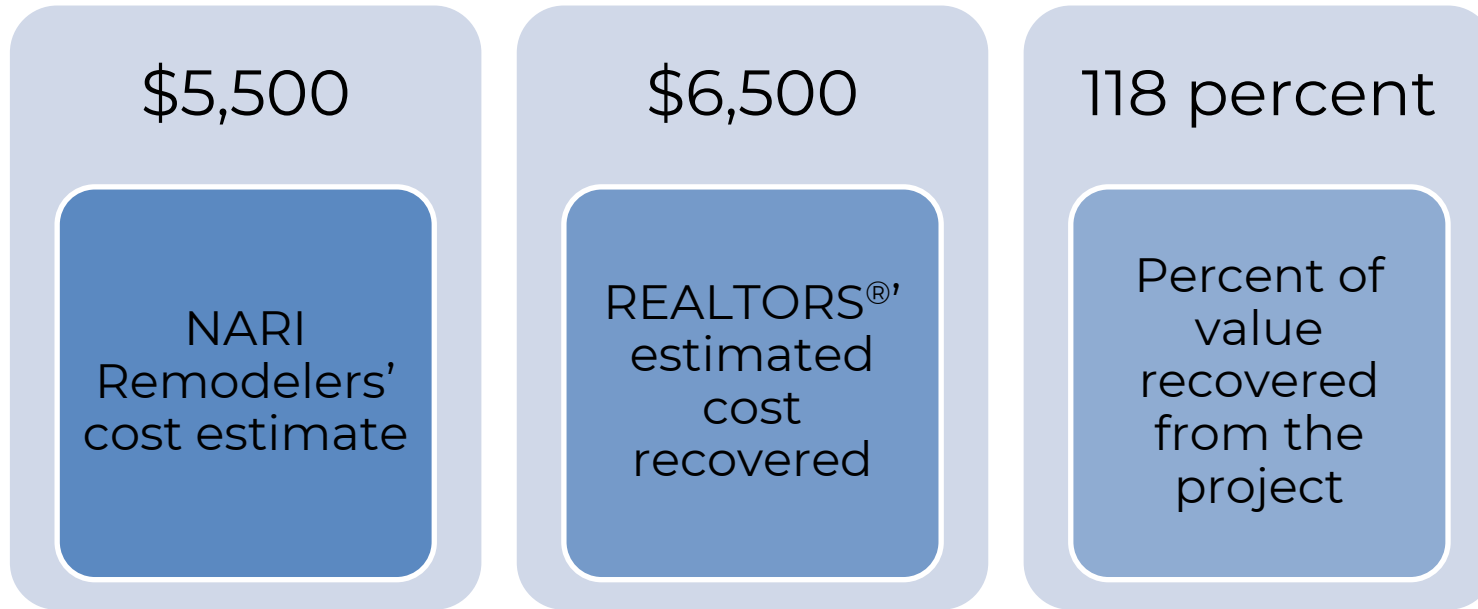 $5,500
NARI
Remodelers’
cost estimate
$6,500
REALTORS®’
estimated
cost
recovered
118 percent
Percent of
value
recovered
from the
project